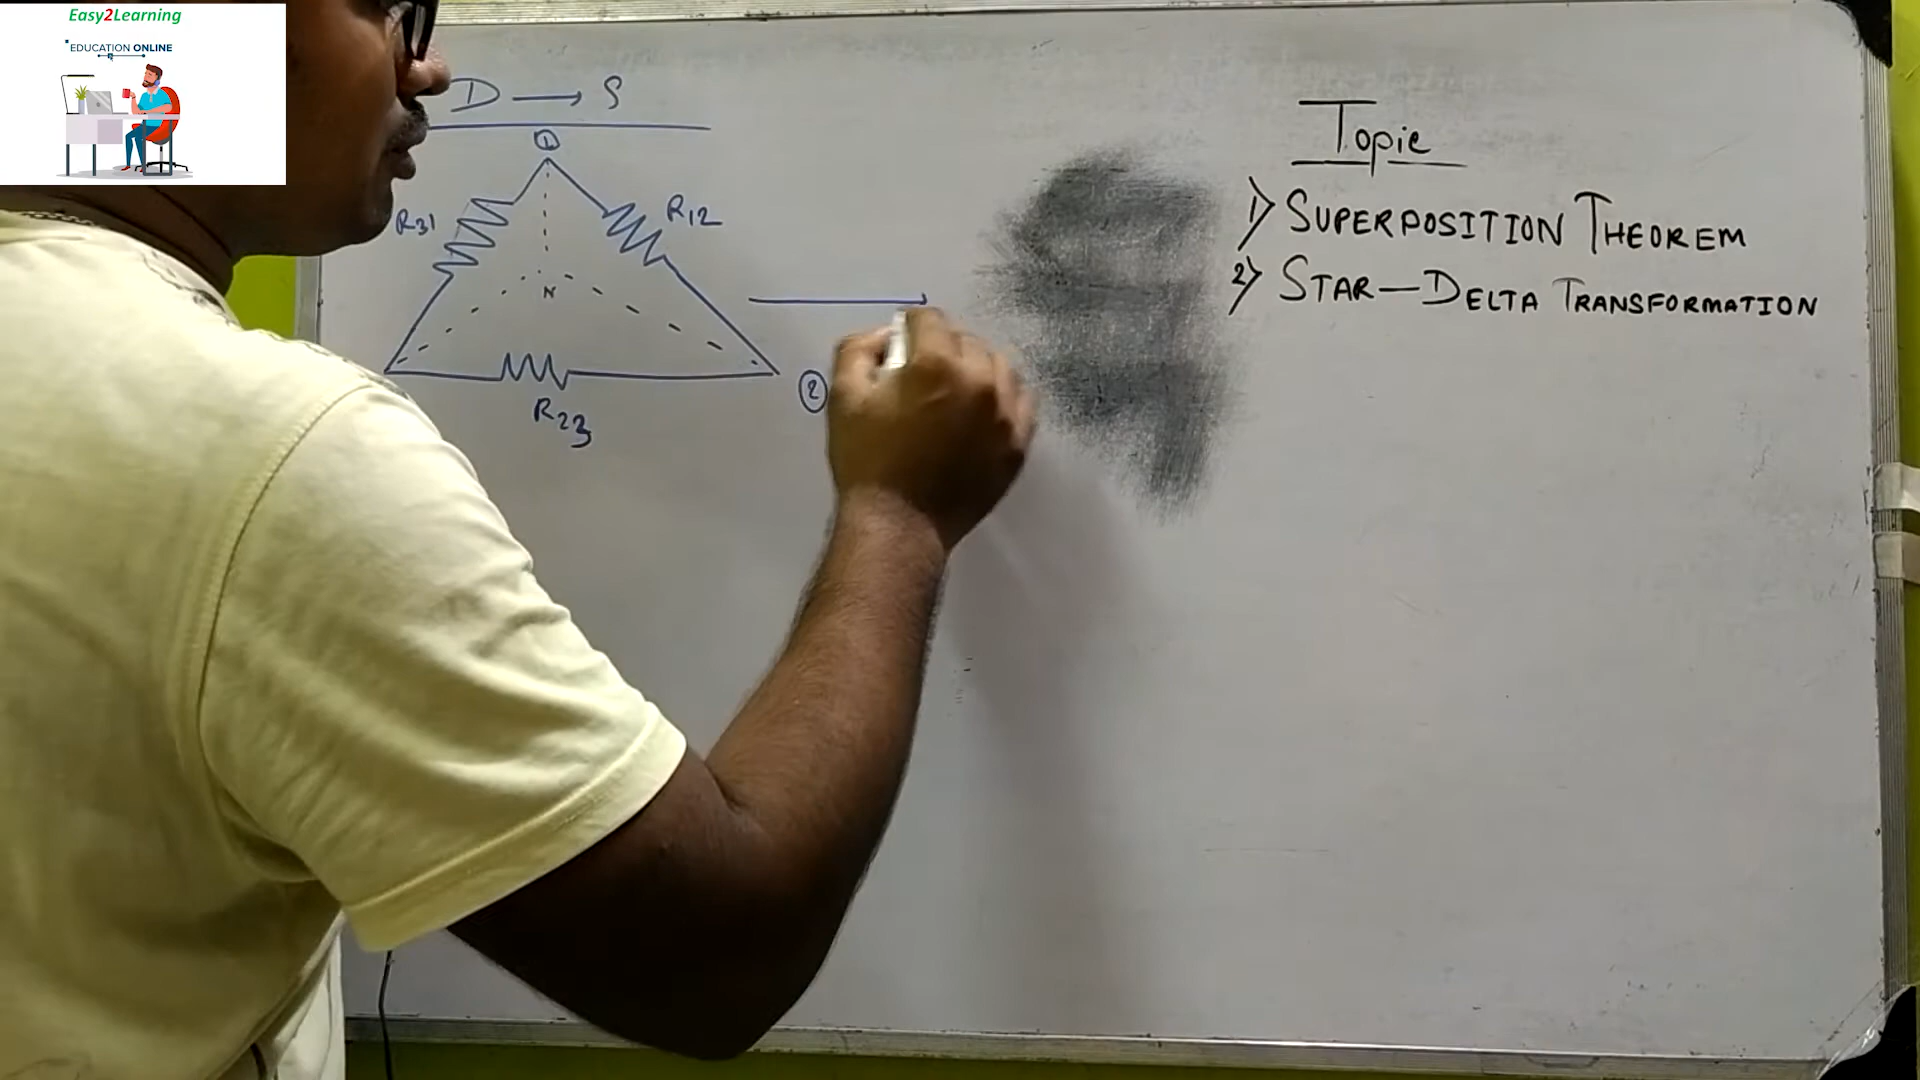 Easy2Learning
EDUCATION ONLINE
D → S
1
R31
R12
N
2
R23
Topic
1) SUPERPOSITION THEOREM
2) STAR—DELTA TRANSFORMATION